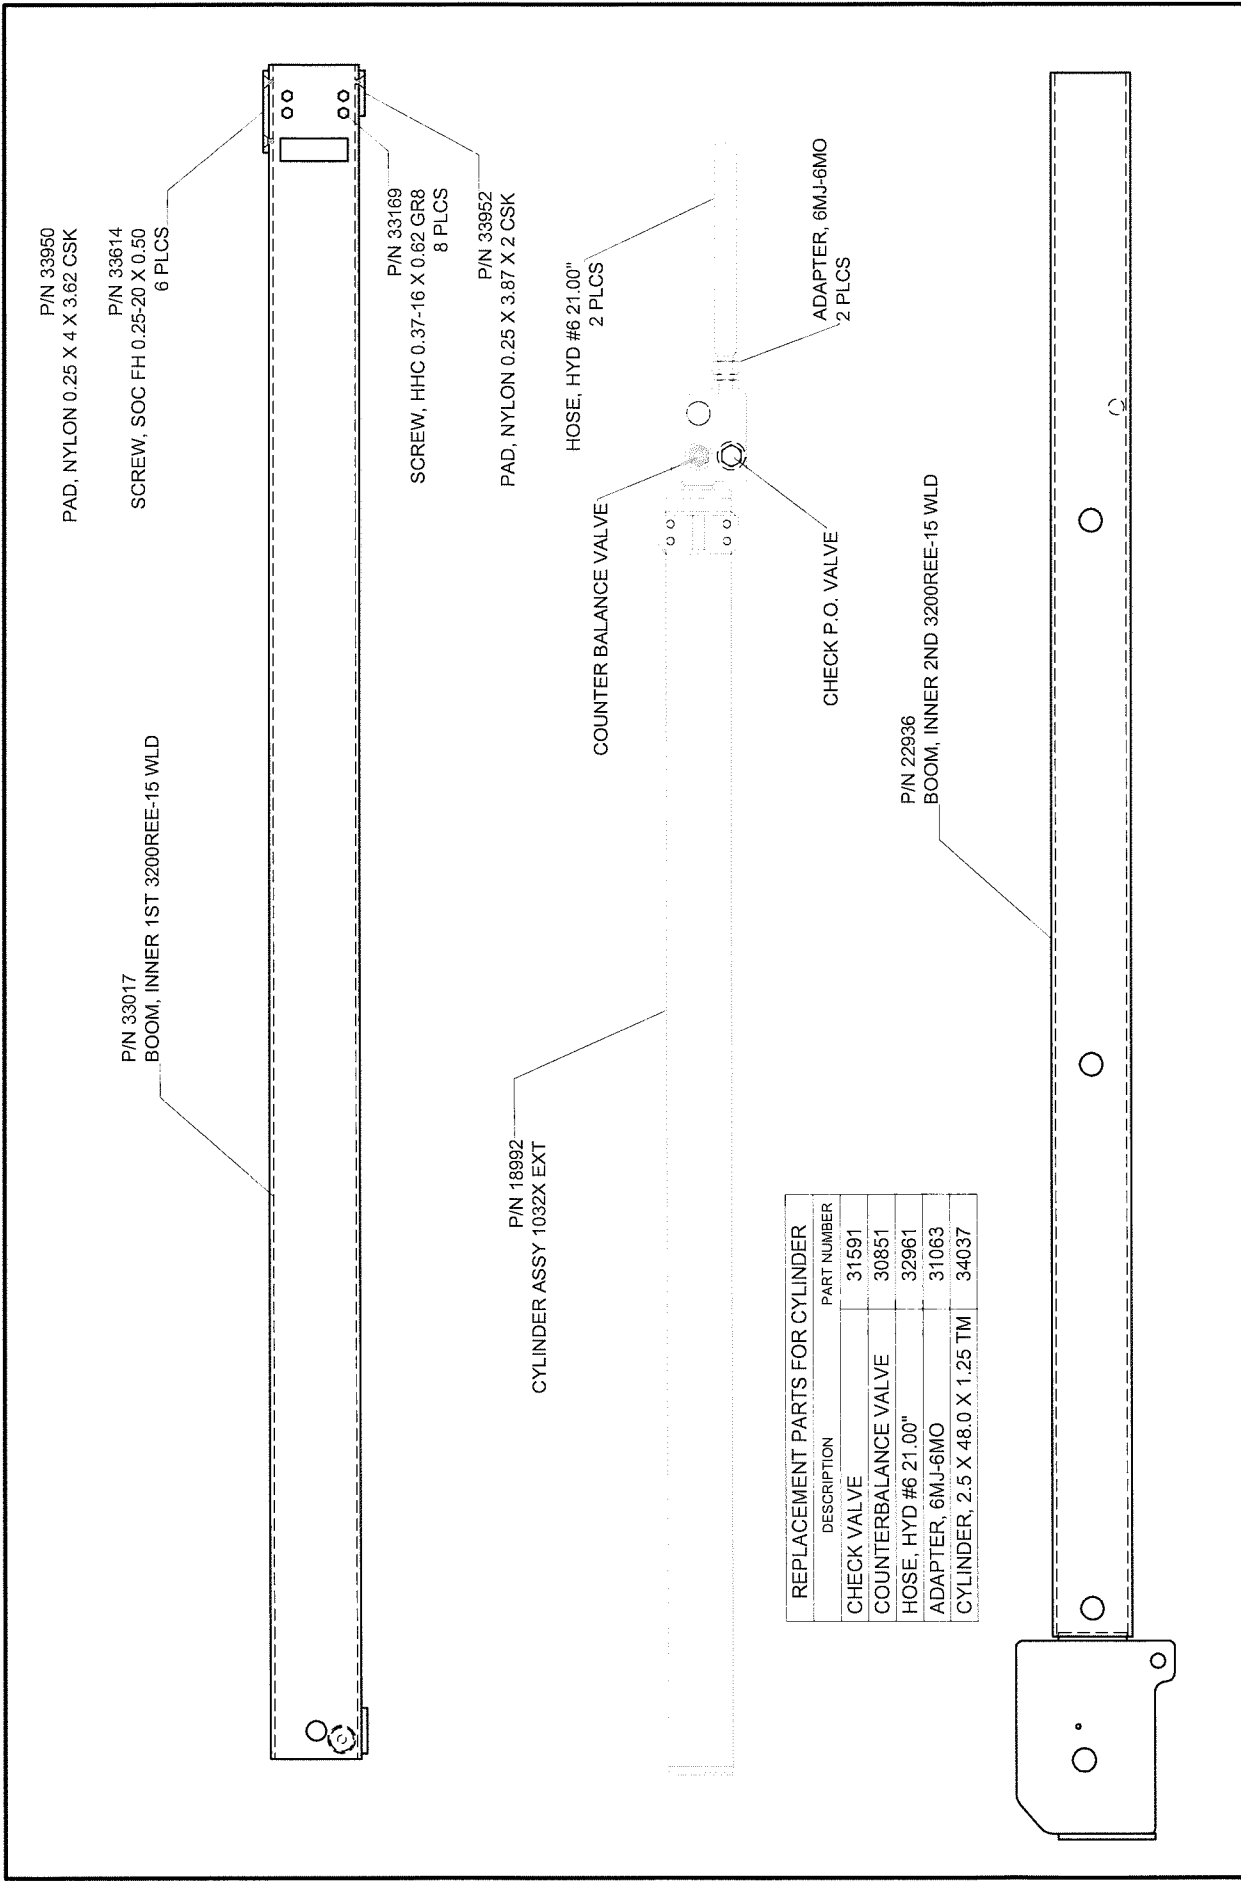 P/N 33950
PAD, NYLON 0.25 X 4 X 3.62 CSK
P/N 33614
SCREW, SOC FH 0.25-20 X 0.50
6 PLCS
P/N 33169
SCREW, HHC 0.37-16 X 0.62 GR8
8 PLCS
P/N 33952
PAD, NYLON 0.25 X 3.87 X 2 CSK
P/N 33017
BOOM, INNER 1ST 3200REE-15 WLD
HOSE, HYD #6 21.00"
2 PLCS
COUNTER BALANCE VALVE
ADAPTER, 6MJ-6MO
2 PLCS
CHECK P.O. VALVE
P/N 18992
CYLINDER ASSY 1032X EXT
P/N 22936
BOOM, INNER 2ND 3200REE-15 WLD
REPLACEMENT PARTS FOR CYLINDER
DESCRIPTION PART NUMBER
CHECK VALVE 31591
COUNTERBALANCE VALVE 30851
HOSE, HYD #6 21.00" 32961
ADAPTER, 6MJ-6MO 31063
CYLINDER, 2.5 X 48.0 X 1.25 TM 34037